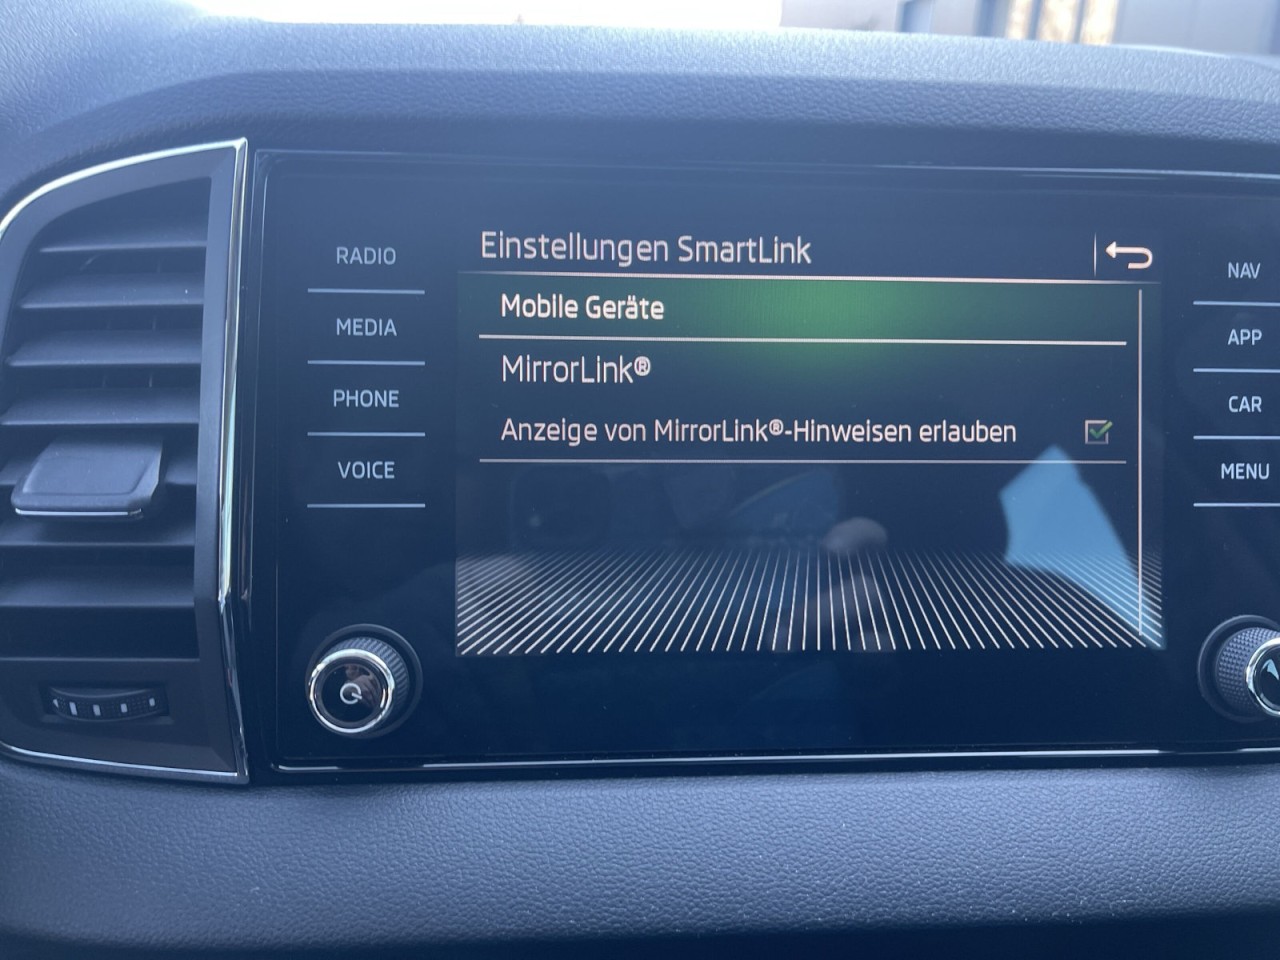 Einstellungen SmartLink
RADIO
MEDIA
PHONE
VOICE
Mobile Geräte
MirrorLink®
Anzeige von MirrorLink®-Hinweisen erlauben
NAV
APP
CAR
MENU